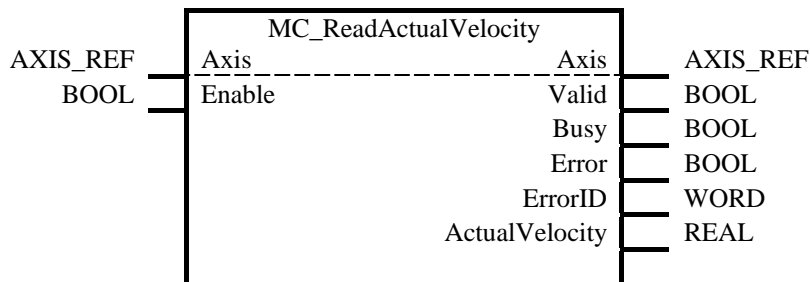 MC_ReadActualVelocity
AXIS_REF Axis Axis AXIS_REF
BOOL Enable Valid BOOL
Busy BOOL
Error BOOL
ErrorID WORD
ActualVelocity REAL